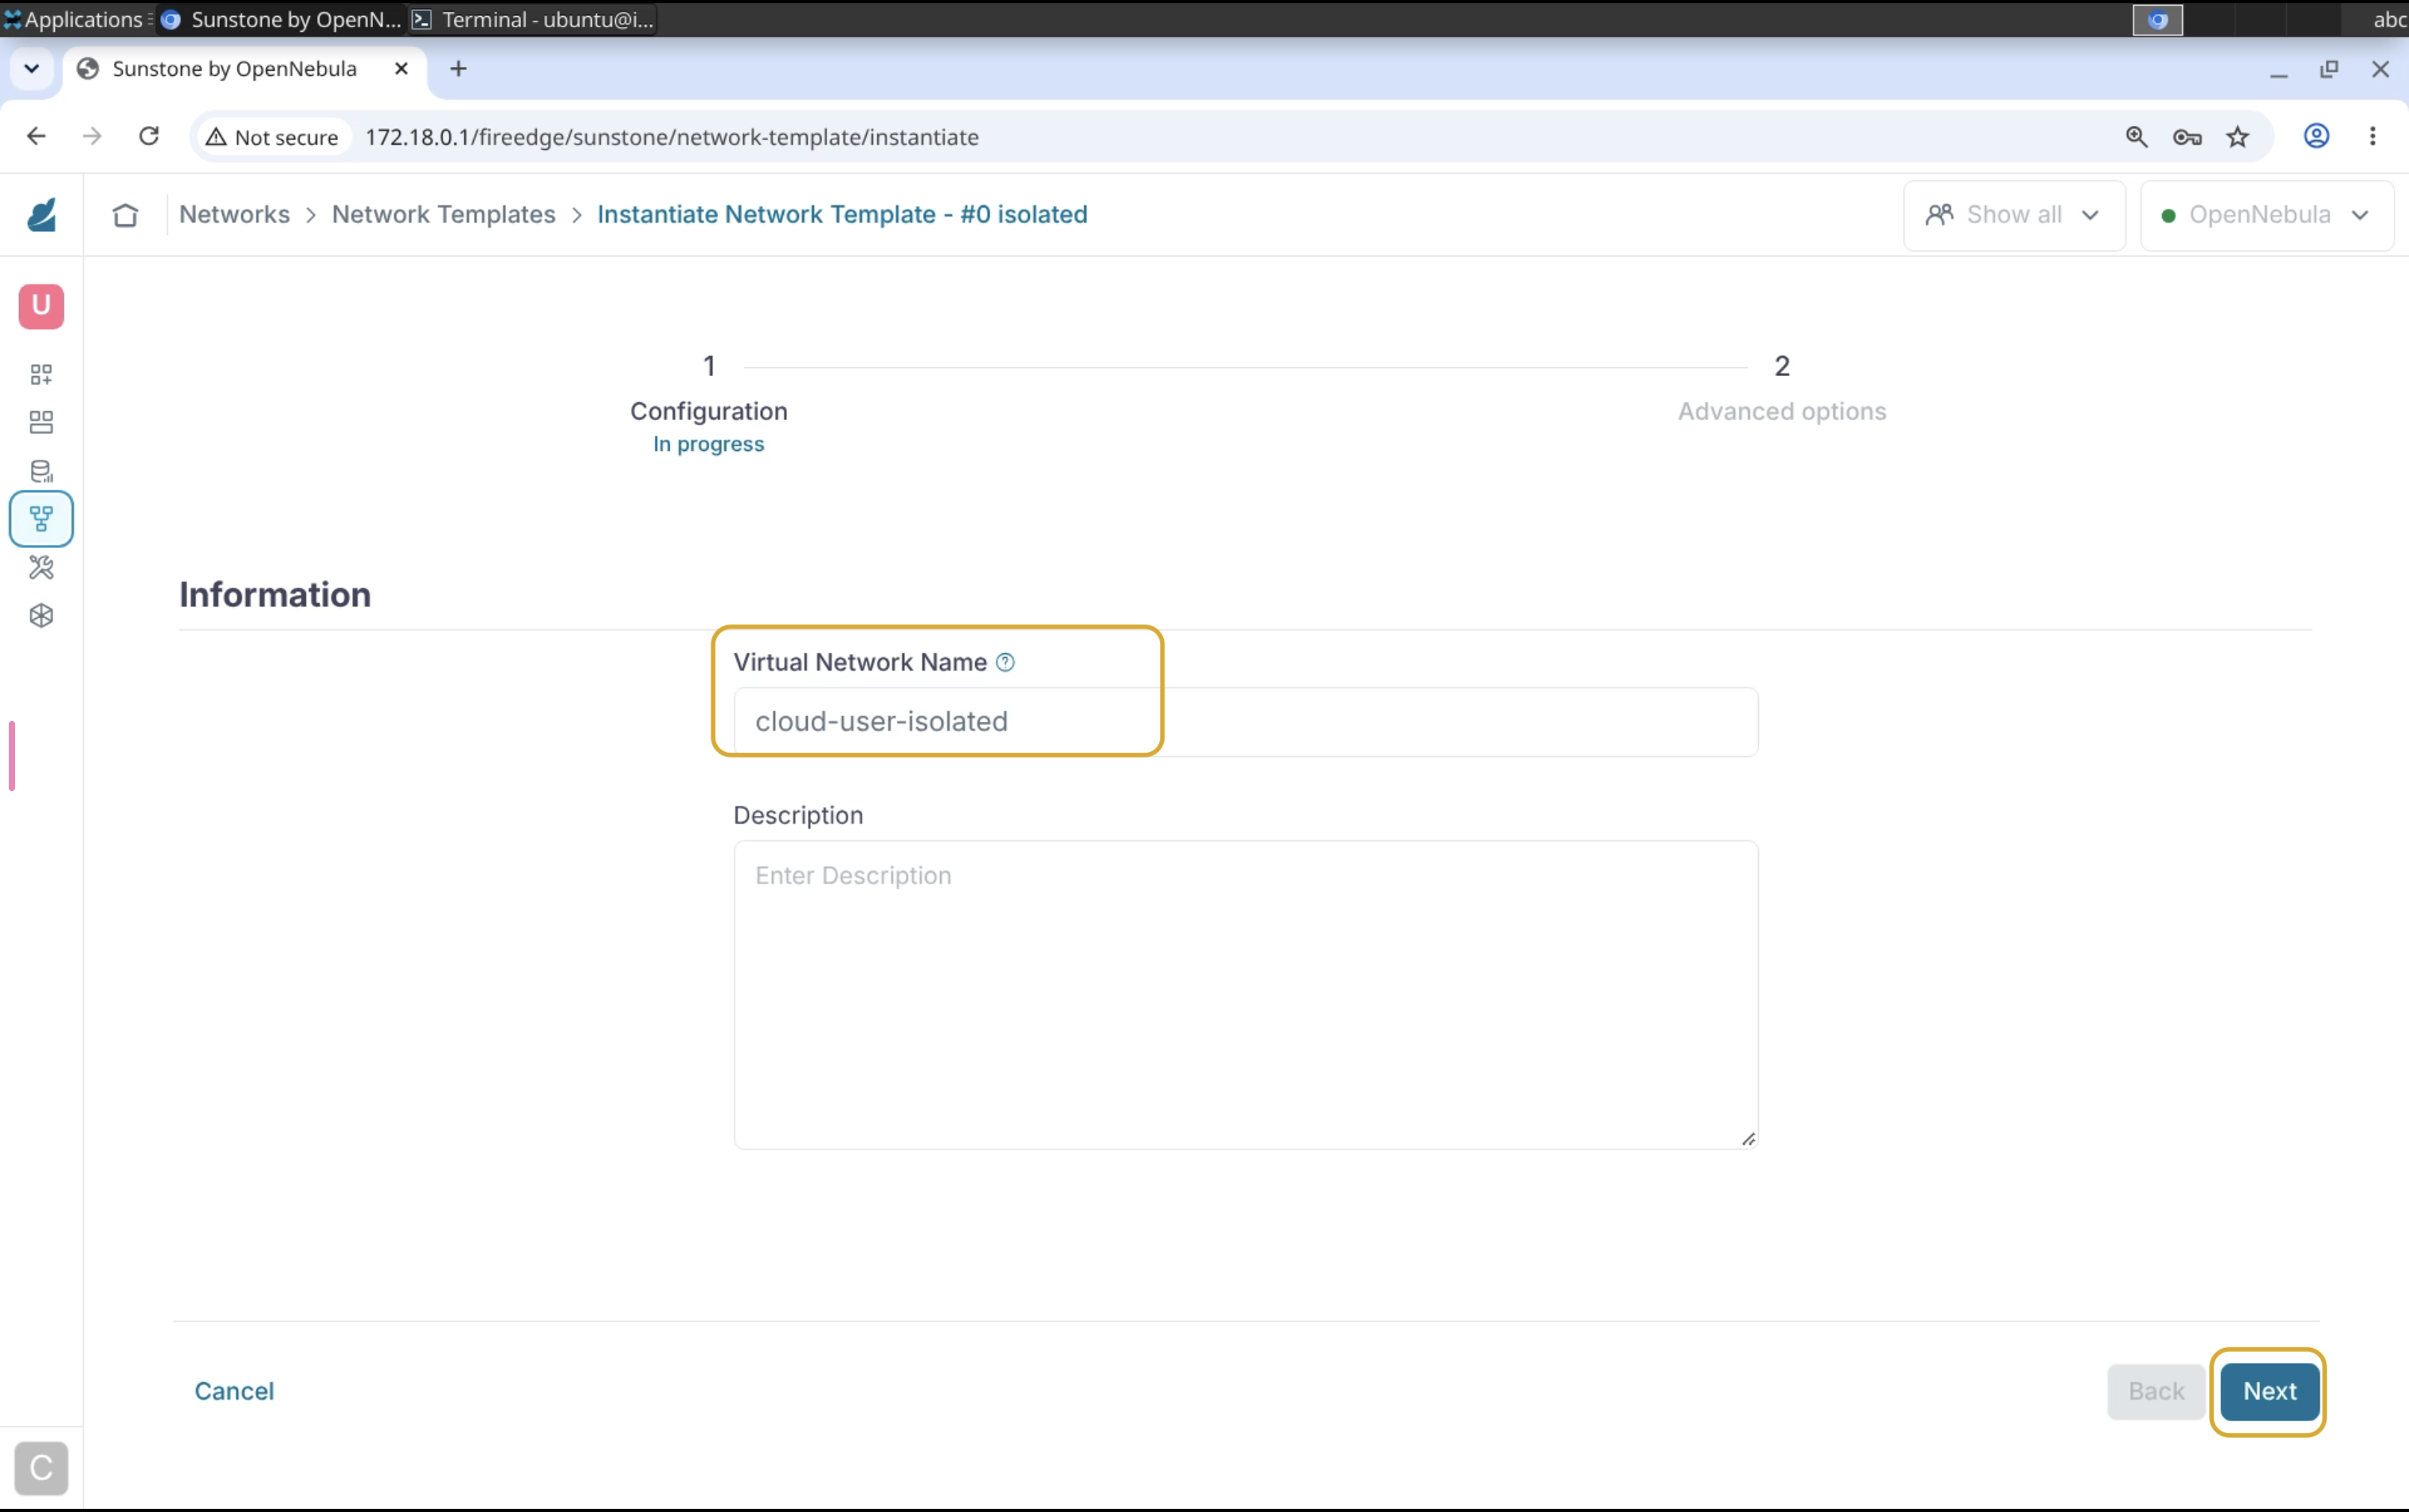 Applications Sunstone by OpenN... Terminal - ubuntu@i... abc
Sunstone by OpenNebula
Not secure 172.18.0.1/fireedge/sunstone/network-template/instantiate
Networks > Network Templates > Instantiate Network Template - #0 isolated Show all OpenNebula
U
1 2
Configuration Advanced options
In progress
Information
Virtual Network Name
cloud-user-isolated
Description
Enter Description
Cancel Back Next
C